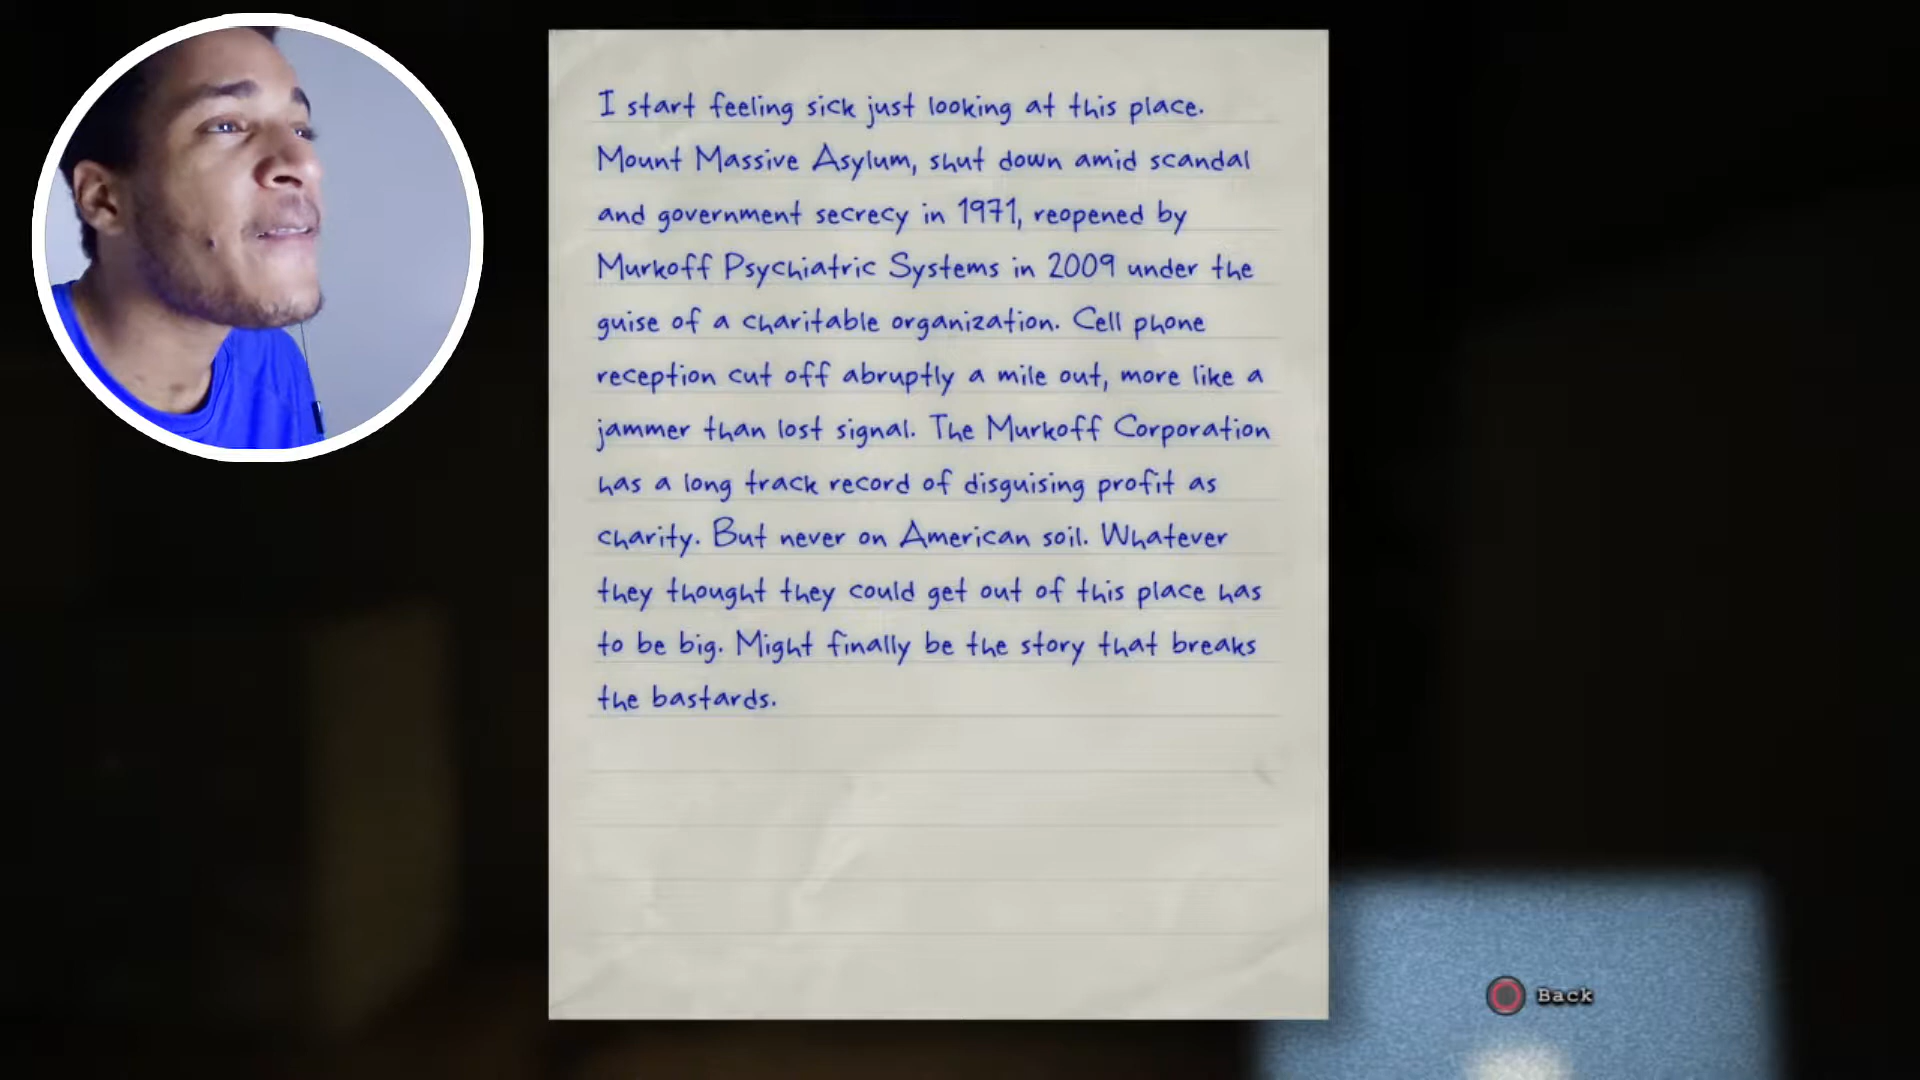 I start feeling sick just looking at this place.
Mount Massive Asylum, shut down amid scandal
and government secrecy in 1971, reopened by
Murkoff Psychiatric Systems in 2009 under the
guise of a charitable organization. Cell phone
reception cut off abruptly a mile out, more like a
jammer than lost signal. The Murkoff Corporation
has a long track record of disguising profit as
charity. But never on American soil. Whatever
they thought they could get out of this place has
to be big. Might finally be the story that breaks
the bastards.
Back